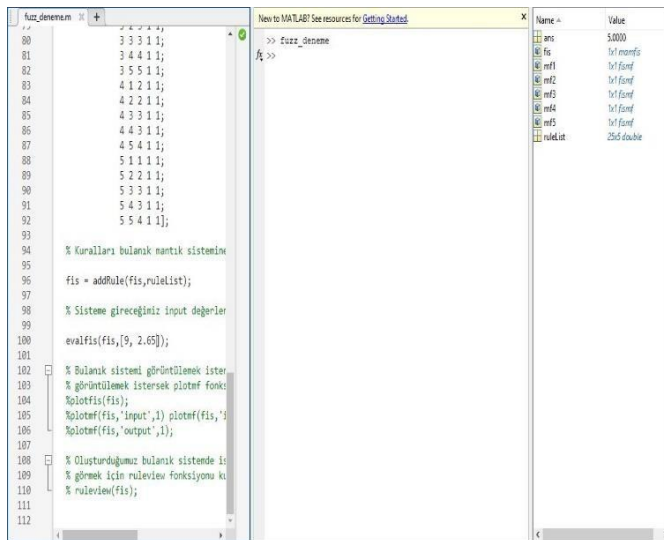 fuzz_deneme.m
80 3 3 3 1 1;
81 3 4 4 1 1;
82 3 5 5 1 1;
83 4 1 2 1 1;
84 4 2 2 1 1;
85 4 3 3 1 1;
86 4 4 3 1 1;
87 4 5 4 1 1;
88 5 1 1 1 1;
89 5 2 2 1 1;
90 5 3 3 1 1;
91 5 4 3 1 1;
92 5 5 4 1 1];
93
94 % Kuralları bulanık mantık sistemine
95
96 fis = addRule(fis,ruleList);
97
98 % Sisteme gireceğimiz input değerler
99
100 evalfis(fis,[9, 2.65]);
101
102 % Bulanık sistemi görüntülemek ister
103 % görüntülemek istersek plotmf fonks
104 %plotfis(fis);
105 %plotmf(fis,'input',1) plotmf(fis,'i
106 %plotmf(fis,'output',1);
107
108 % Oluşturduğumuz bulanık sistemde is
109 % görmek için ruleview fonksiyonu ku
110 % ruleview(fis);
111
112
New to MATLAB? See resources for Getting Started.
>> fuzz_deneme
fx >>
Name Value
ans 5.0000
fis 1x1 mamfis
mf1 1x1 fismf
mf2 1x1 fismf
mf3 1x1 fismf
mf4 1x1 fismf
mf5 1x1 fismf
ruleList 25x5 double